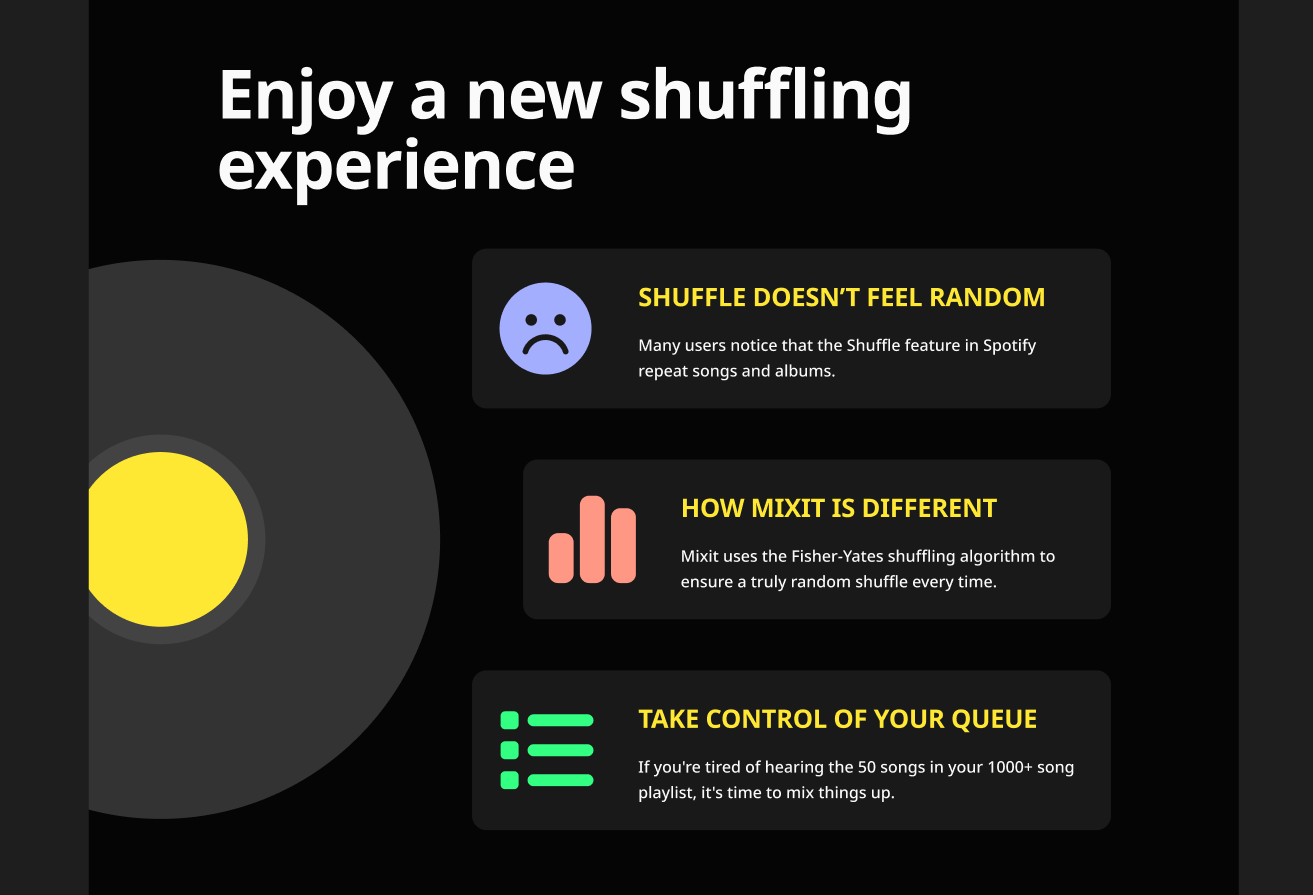 Enjoy a new shuffling
experience
SHUFFLE DOESN’T FEEL RANDOM
Many users notice that the Shuffle feature in Spotify
repeat songs and albums.
HOW MIXIT IS DIFFERENT
Mixit uses the Fisher-Yates shuffling algorithm to
ensure a truly random shuffle every time.
TAKE CONTROL OF YOUR QUEUE
If you're tired of hearing the 50 songs in your 1000+ song
playlist, it's time to mix things up.